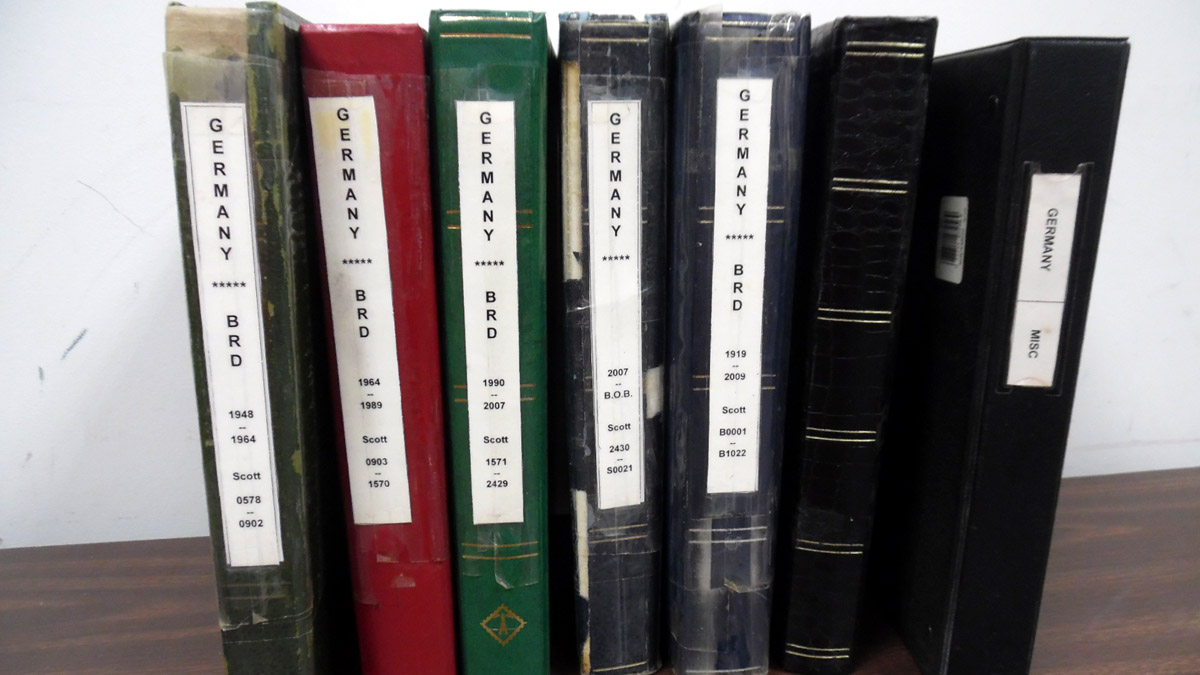 GERMANY
*****
BRD
1948
--
1964
Scott
0578
--
0902
GERMANY
*****
BRD
1964
--
1989
Scott
0903
--
1570
GERMANY
*****
BRD
1990
--
2007
Scott
1571
--
2429
GERMANY
*****
2007
--
B.O.B.
Scott
2430
--
S0021
GERMANY
*****
BRD
1919
--
2009
Scott
B0001
--
B1022
GERMANY
MISC